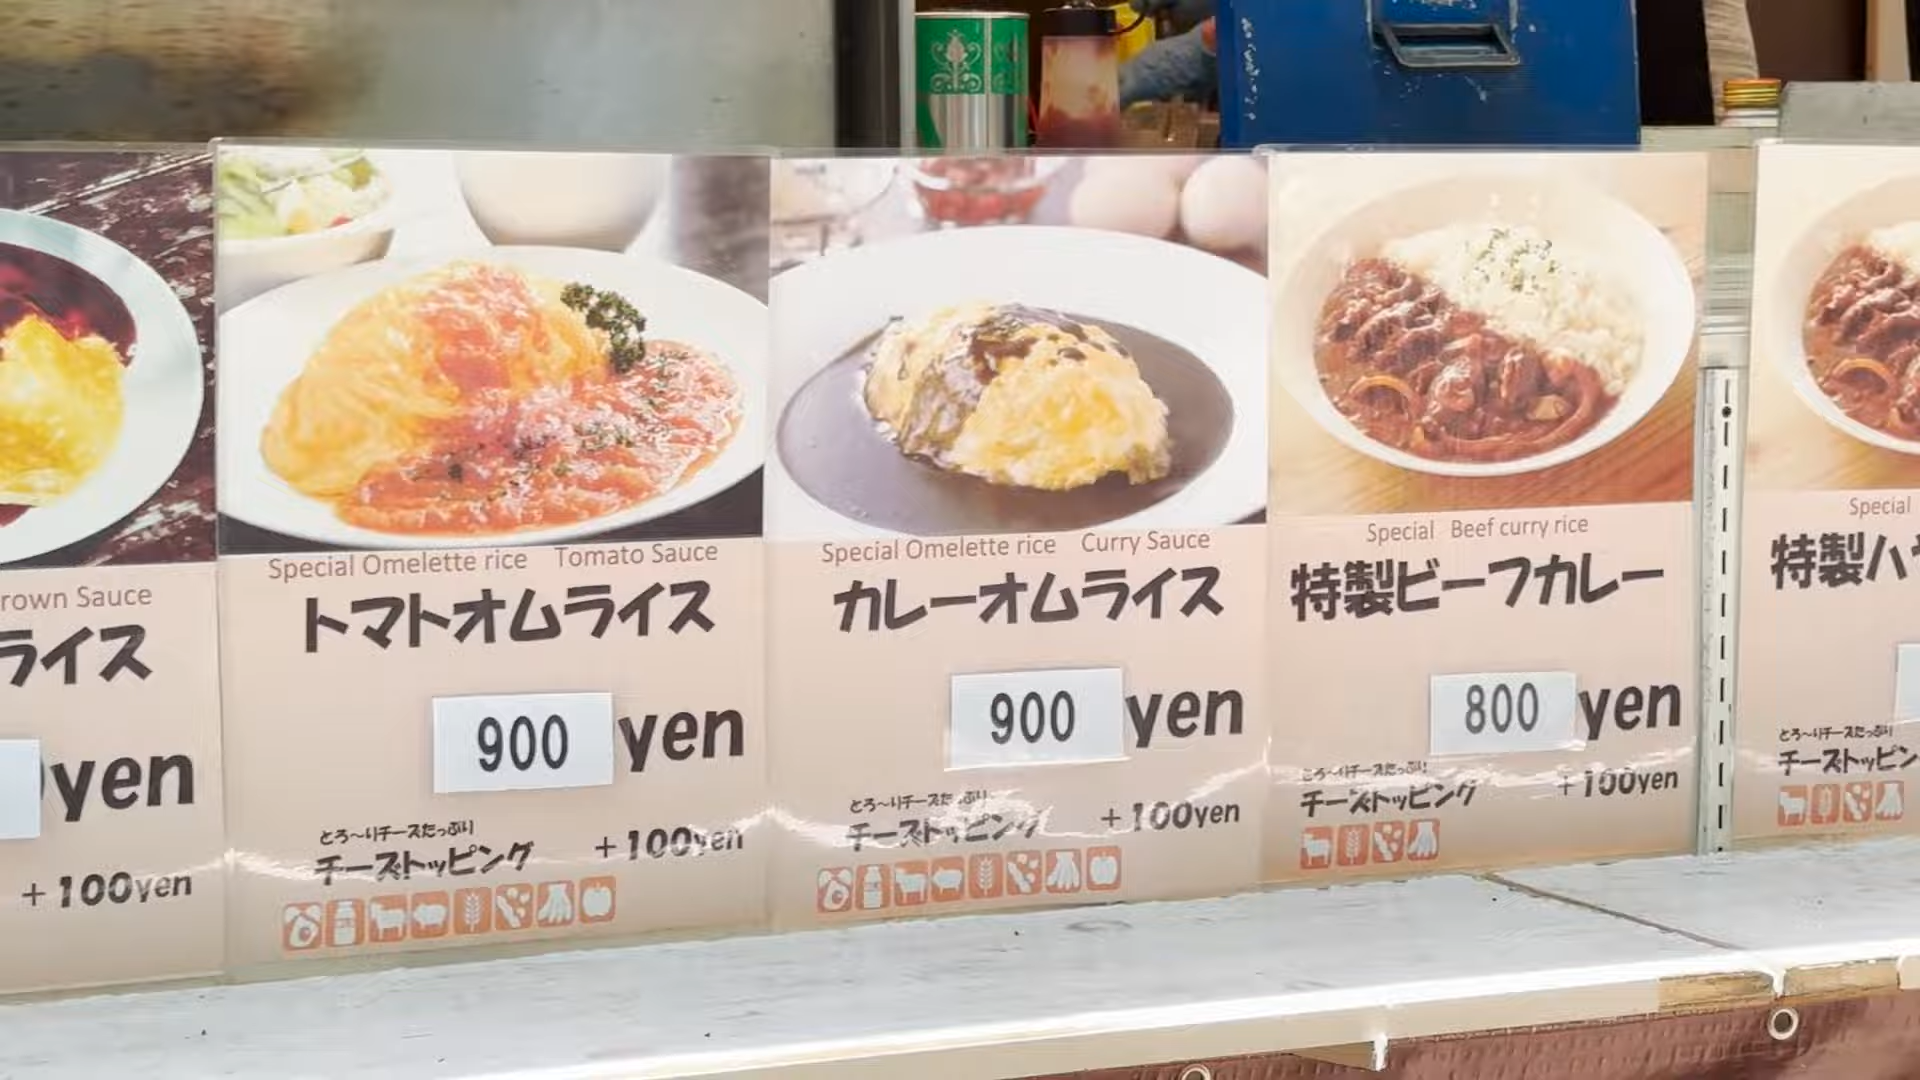 rown Sauce
ライス
yen
+100yen
Special Omelette rice Tomato Sauce
トマトオムライス
900 yen
とろ～りチーズたっぷり
チーズトッピング +100yen
Special Omelette rice Curry Sauce
カレーオムライス
900 yen
とろ～りチーズたっぷり
チーズトッピング +100yen
Special Beef curry rice
特製ビーフカレー
800 yen
とろ～りチーズたっぷり
チーズトッピング +100yen
Special
特製ハ
とろ～りチーズたっぷり
チーズトッピン